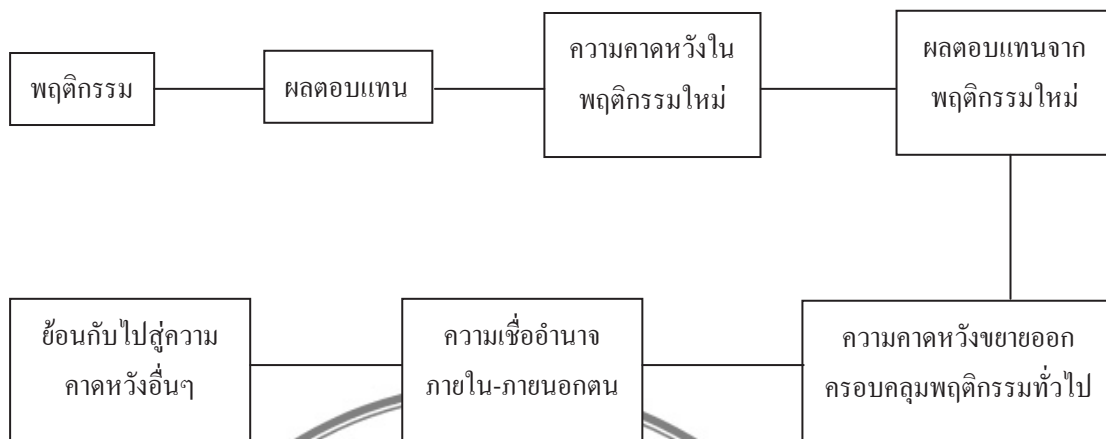 พฤติกรรม
ผลตอบแทน
ความคาดหวังใน
พฤติกรรมใหม่
ผลตอบแทนจาก
พฤติกรรมใหม่
ย้อนกับไปสู่ความ
คาดหวังอื่นๆ
ความเชื่ออำนาจ
ภายใน-ภายนอกตน
ความคาดหวังขยายออก
ครอบคลุมพฤติกรรมทั่วไป